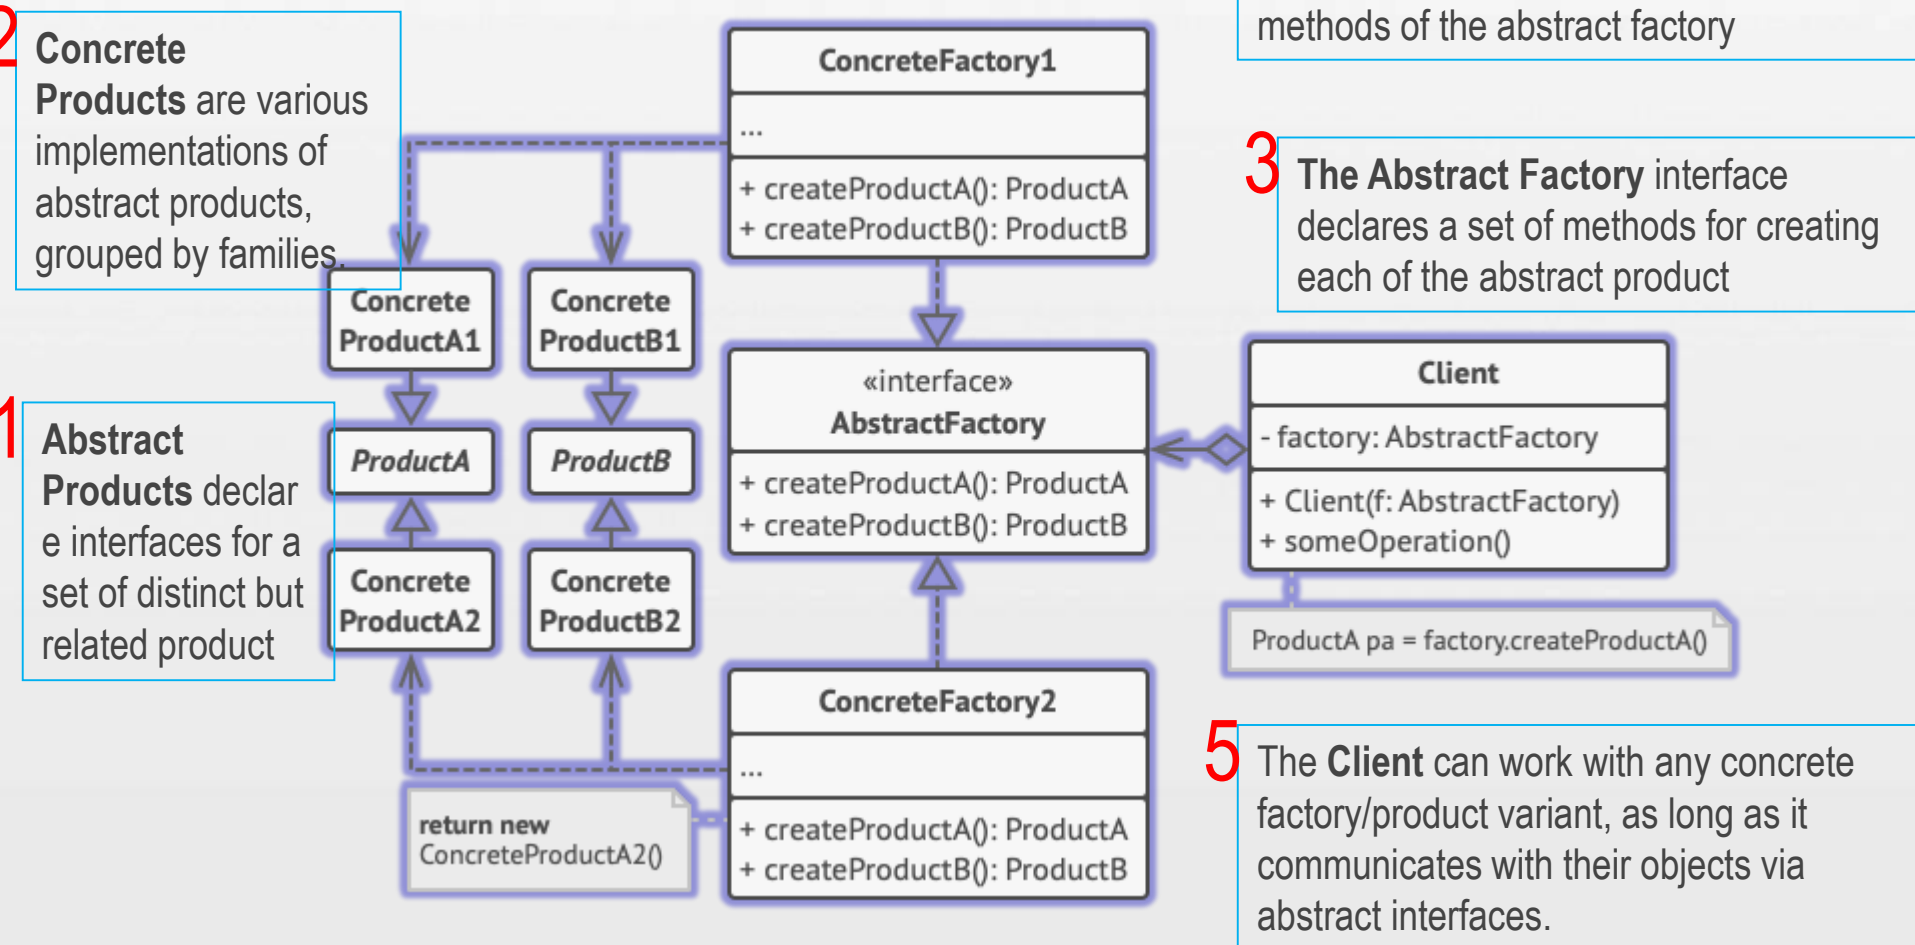 2
Concrete
Products are various
implementations of
abstract products,
grouped by families.
1
Abstract
Products declar
e interfaces for a
set of distinct but
related product
ConcreteFactory1
...
+ createProductA(): ProductA
+ createProductB(): ProductB
Concrete
ProductA1
Concrete
ProductB1
ProductA
ProductB
Concrete
ProductA2
Concrete
ProductB2
«interface»
AbstractFactory
+ createProductA(): ProductA
+ createProductB(): ProductB
ConcreteFactory2
...
+ createProductA(): ProductA
+ createProductB(): ProductB
return new
ConcreteProductA2()
methods of the abstract factory
3
The Abstract Factory interface
declares a set of methods for creating
each of the abstract product
Client
- factory: AbstractFactory
+ Client(f: AbstractFactory)
+ someOperation()
ProductA pa = factory.createProductA()
5
The Client can work with any concrete
factory/product variant, as long as it
communicates with their objects via
abstract interfaces.